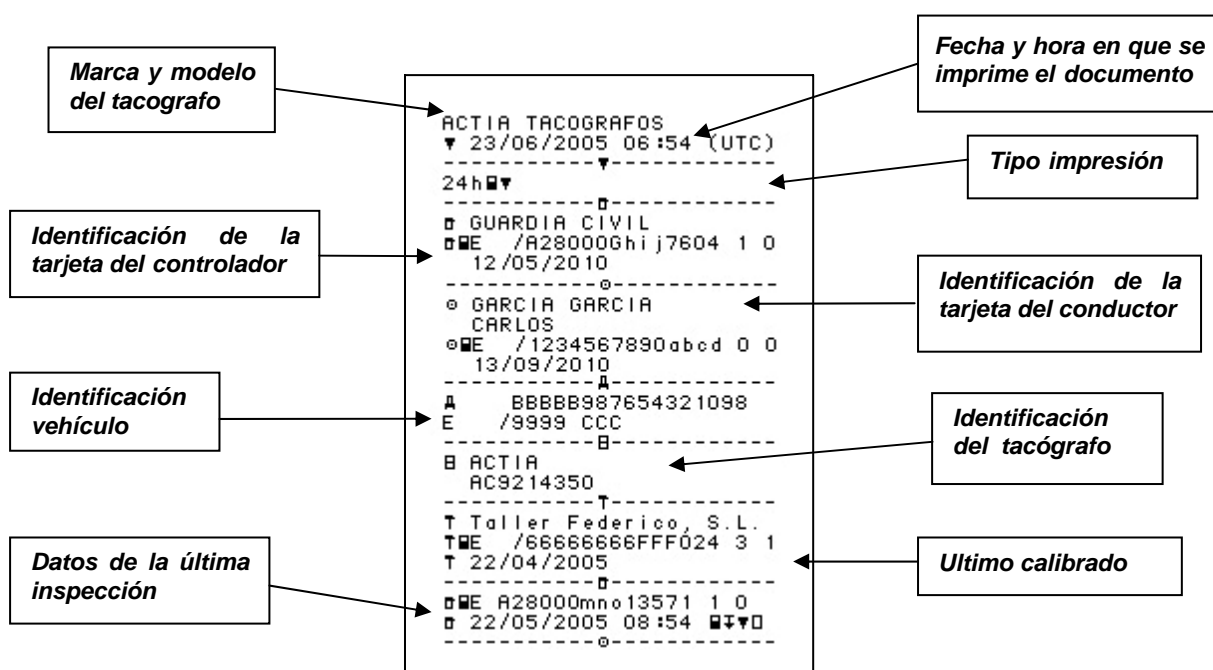 Marca y modelo
del tacografo
Fecha y hora en que se
imprime el documento
Tipo impresión
Identificación de la
tarjeta del controlador
Identificación de la
tarjeta del conductor
Identificación
vehículo
Identificación
del tacógrafo
Datos de la última
inspección
Ultimo calibrado
ACTIA TACOGRAFOS
▼ 23/06/2005 06:54 (UTC)
24h▼
GUARDIA CIVIL
E /A28000Ghij7604 1 0
12/05/2010
GARCIA GARCIA
CARLOS
E /1234567890abcd 0 0
13/09/2010
A BBBBB987654321098
E /9999 CCC
B ACTIA
AC9214350
T Taller Federico, S.L.
T E /66666666FFF024 3 1
T 22/04/2005
E A28000mno13571 1 0
22/05/2005 08:54